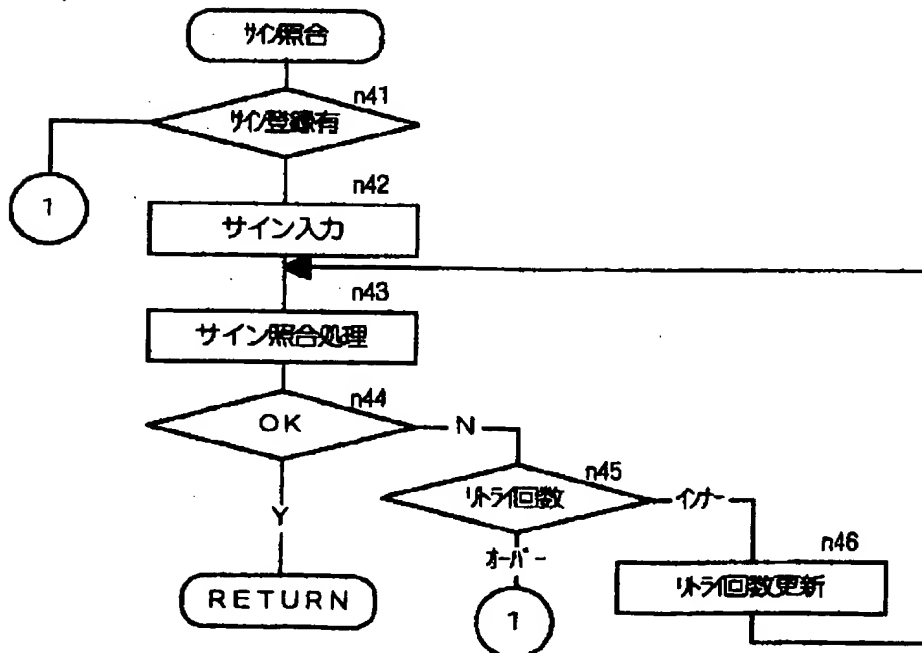 サイン照合
n41
サイン登録有
1
n42
サイン入力
n43
サイン照合処理
n44
OK
N
n45
リトライ回数
インナー
Y
オーバー
n46
リトライ回数更新
RETURN
1